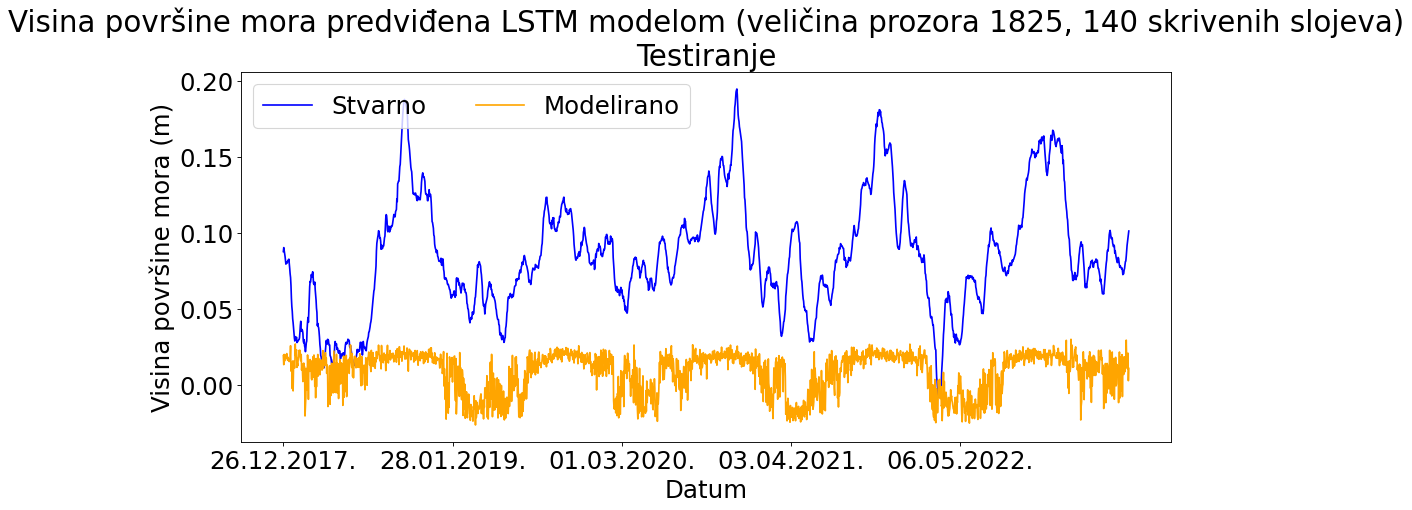 Visina površine mora predviđena LSTM modelom (veličina prozora 1825, 140 skrivenih slojeva)
Testiranje
Stvarno Modelirano
Visina površine mora (m)
0.20
0.15
0.10
0.05
0.00
26.12.2017. 28.01.2019. 01.03.2020. 03.04.2021. 06.05.2022.
Datum